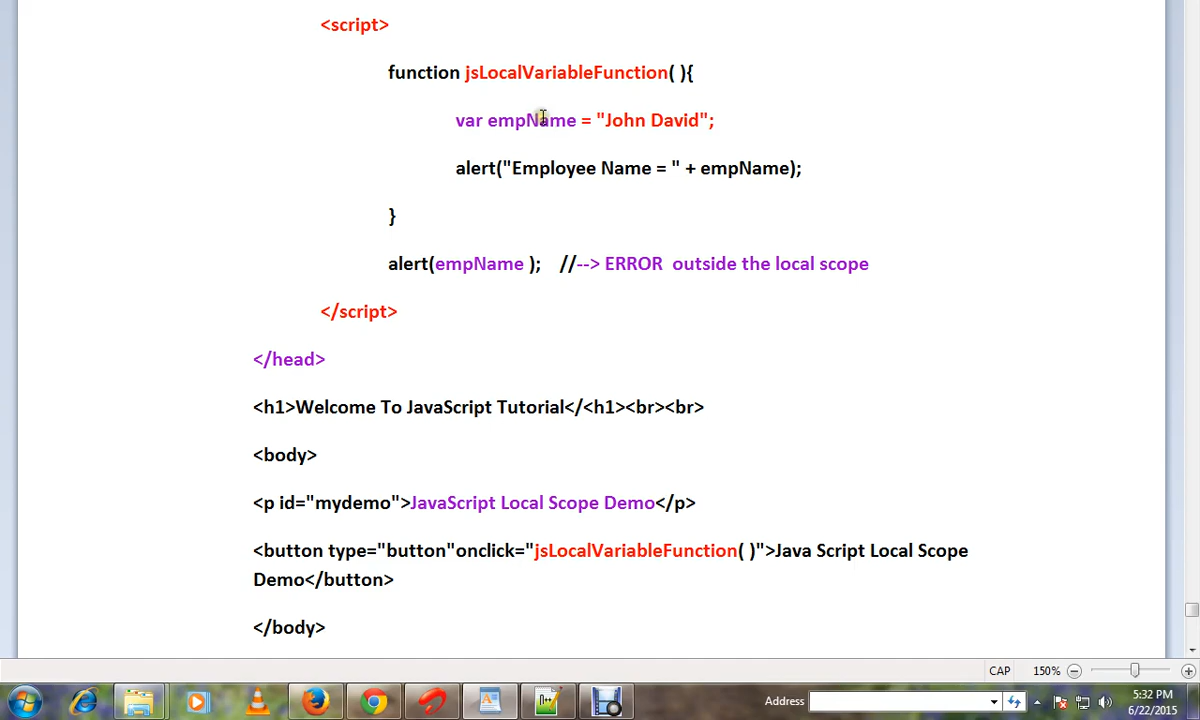 <script>
function jsLocalVariableFunction( ){
var empName = "John David";
alert("Employee Name = " + empName);
}
alert(empName ); //--> ERROR outside the local scope
</script>
</head>
<h1>Welcome To JavaScript Tutorial</<h1><br><br>
<body>
<p id="mydemo">JavaScript Local Scope Demo</p>
<button type="button"onclick="jsLocalVariableFunction( )">Java Script Local Scope
Demo</button>
</body>
CAP 150%
Address
5:32 PM
6/22/2015